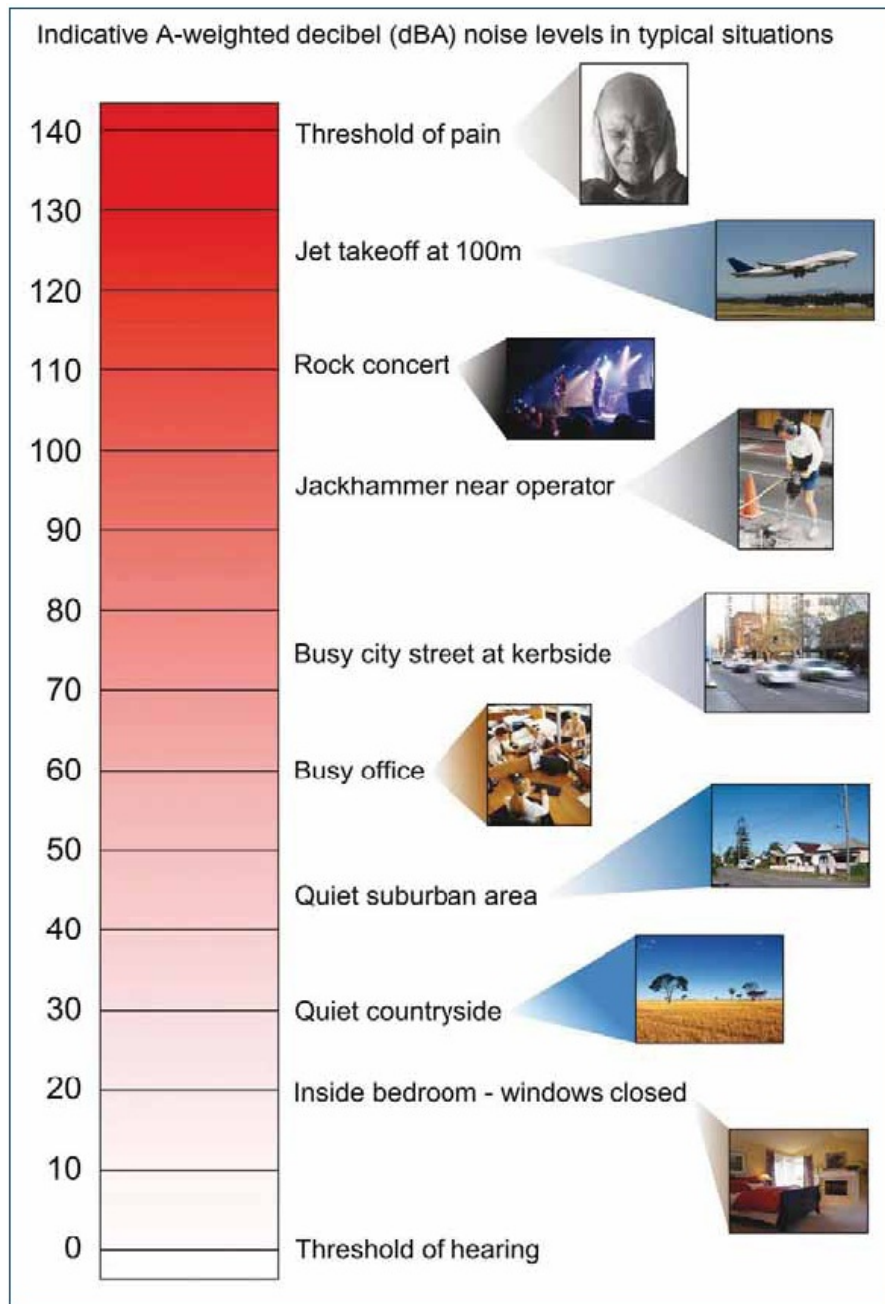 Indicative A-weighted decibel (dBA) noise levels in typical situations
140
Threshold of pain
130
Jet takeoff at 100m
120
110
Rock concert
100
Jackhammer near operator
90
80
Busy city street at kerbside
70
60
Busy office
50
Quiet suburban area
40
30
Quiet countryside
20
Inside bedroom - windows closed
10
0
Threshold of hearing